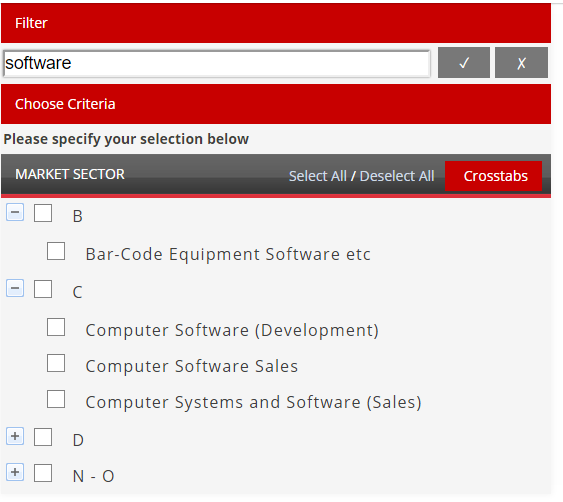 Filter
software
✓ ✗
Choose Criteria
Please specify your selection below
MARKET SECTOR Select All / Deselect All Crosstabs
B
Bar-Code Equipment Software etc
C
Computer Software (Development)
Computer Software Sales
Computer Systems and Software (Sales)
D
N - O